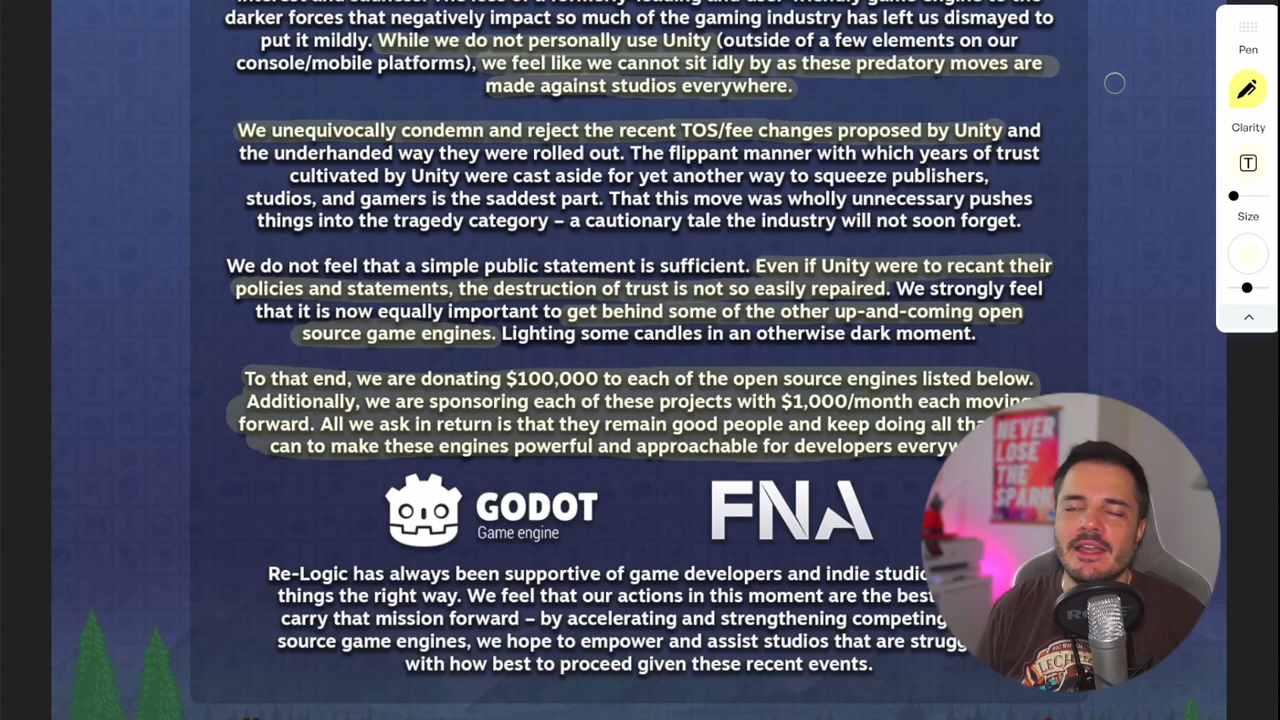 darker forces that negatively impact so much of the gaming industry has left us dismayed to
put it mildly. While we do not personally use Unity (outside of a few elements on our
console/mobile platforms), we feel like we cannot sit idly by as these predatory moves are
made against studios everywhere.
We unequivocally condemn and reject the recent TOS/fee changes proposed by Unity and
the underhanded way they were rolled out. The flippant manner with which years of trust
cultivated by Unity were cast aside for yet another way to squeeze publishers,
studios, and gamers is the saddest part. That this move was wholly unnecessary pushes
things into the tragedy category – a cautionary tale the industry will not soon forget.
We do not feel that a simple public statement is sufficient. Even if Unity were to recant their
policies and statements, the destruction of trust is not so easily repaired. We strongly feel
that it is now equally important to get behind some of the other up-and-coming open
source game engines. Lighting some candles in an otherwise dark moment.
To that end, we are donating $100,000 to each of the open source engines listed below.
Additionally, we are sponsoring each of these projects with $1,000/month each moving
forward. All we ask in return is that they remain good people and keep doing all
can to make these engines powerful and approachable for developers
GODOT
Game engine
FNA
Re-Logic has always been supportive of game developers and indie
things the right way. We feel that our actions in this moment are the best
carry that mission forward – by accelerating and strengthening competing
source game engines, we hope to empower and assist studios that are
with how best to proceed given these recent events.
Pen
Clarity
T
Size
NEVER
LOSE
THE
SPARK